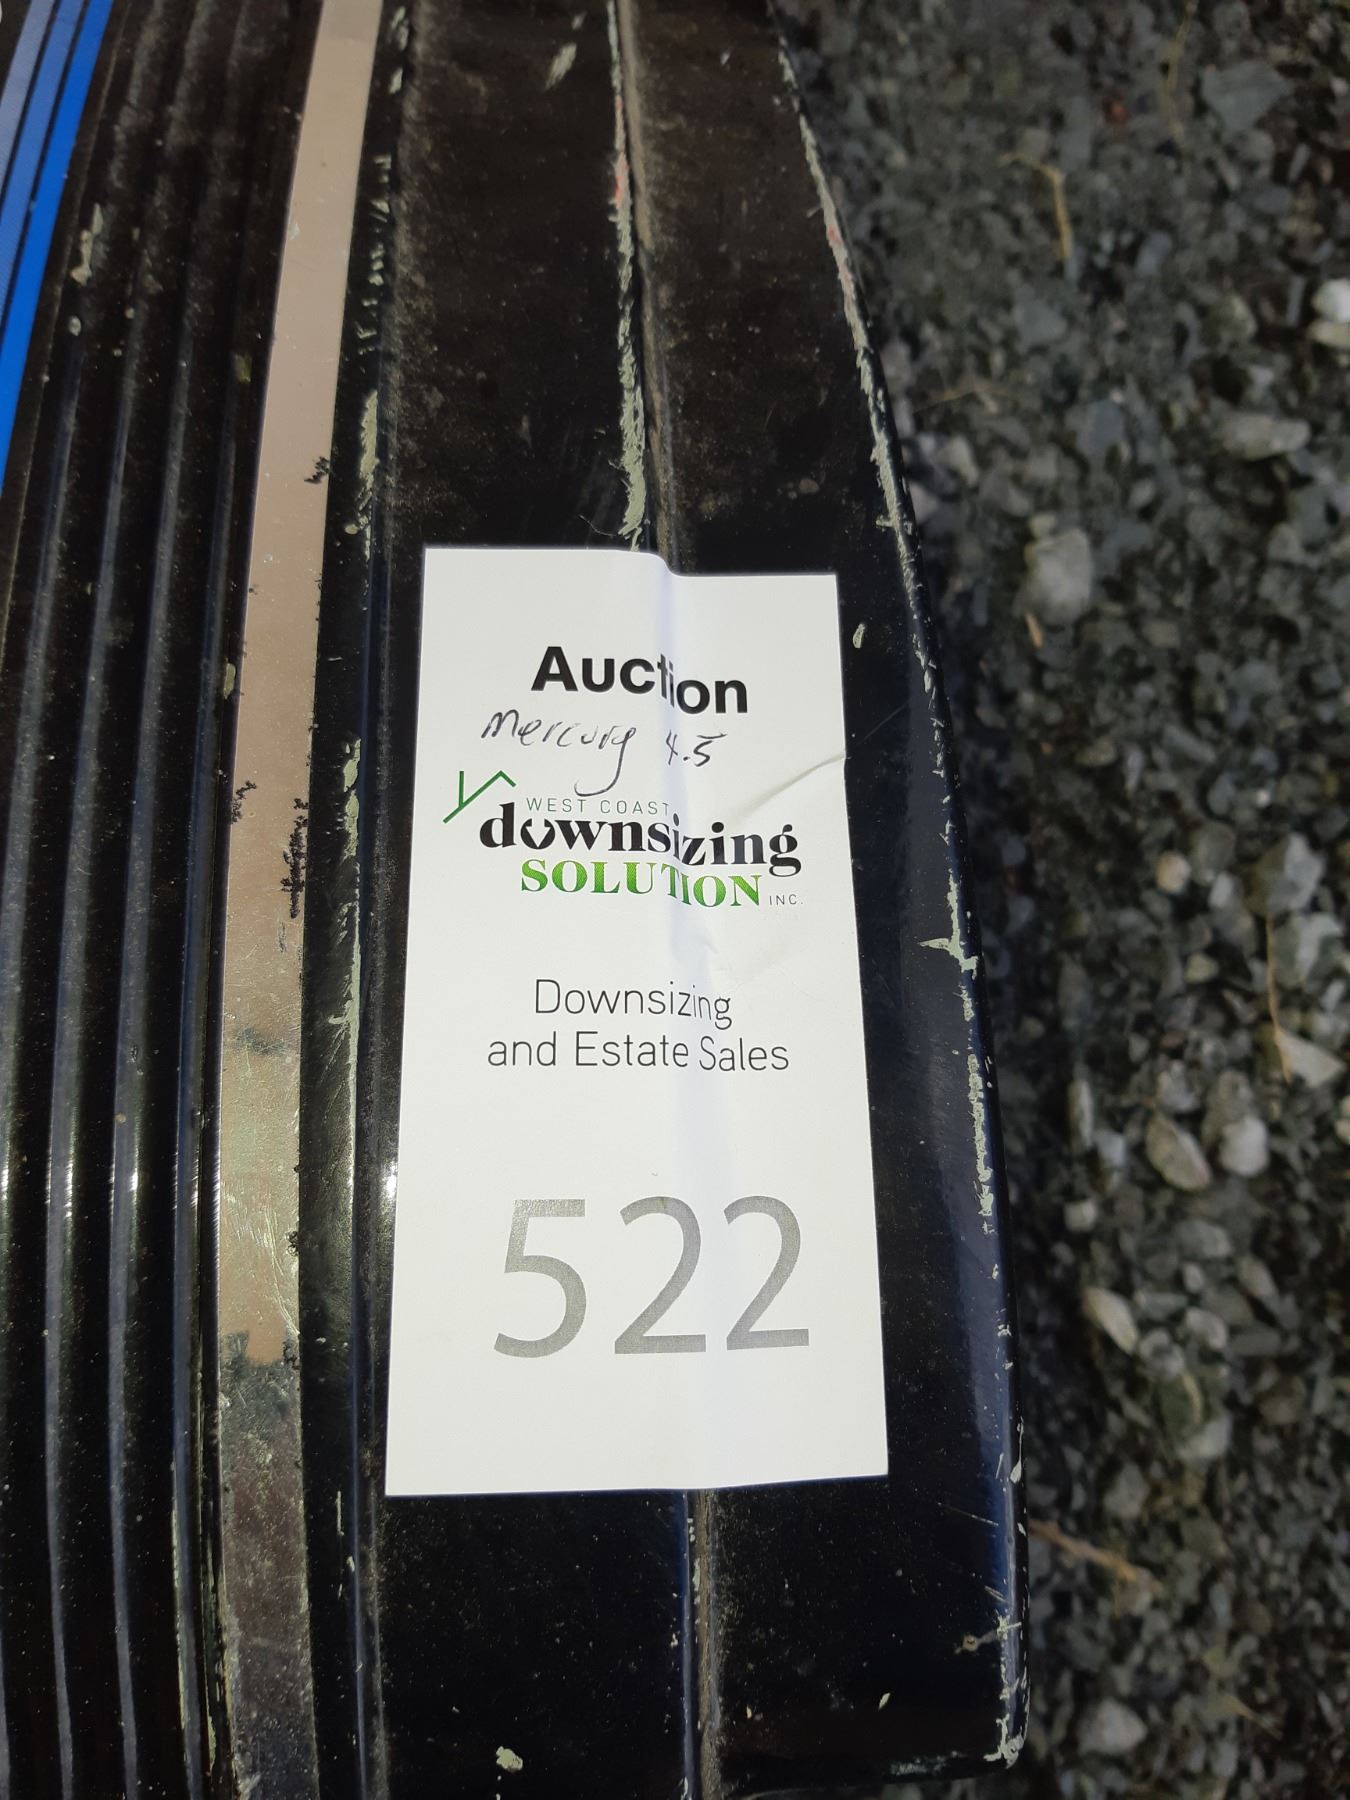 Auction
Mercury 4.5
WEST COAST
downsizing
SOLUTION INC.
Downsizing
and Estate Sales
522